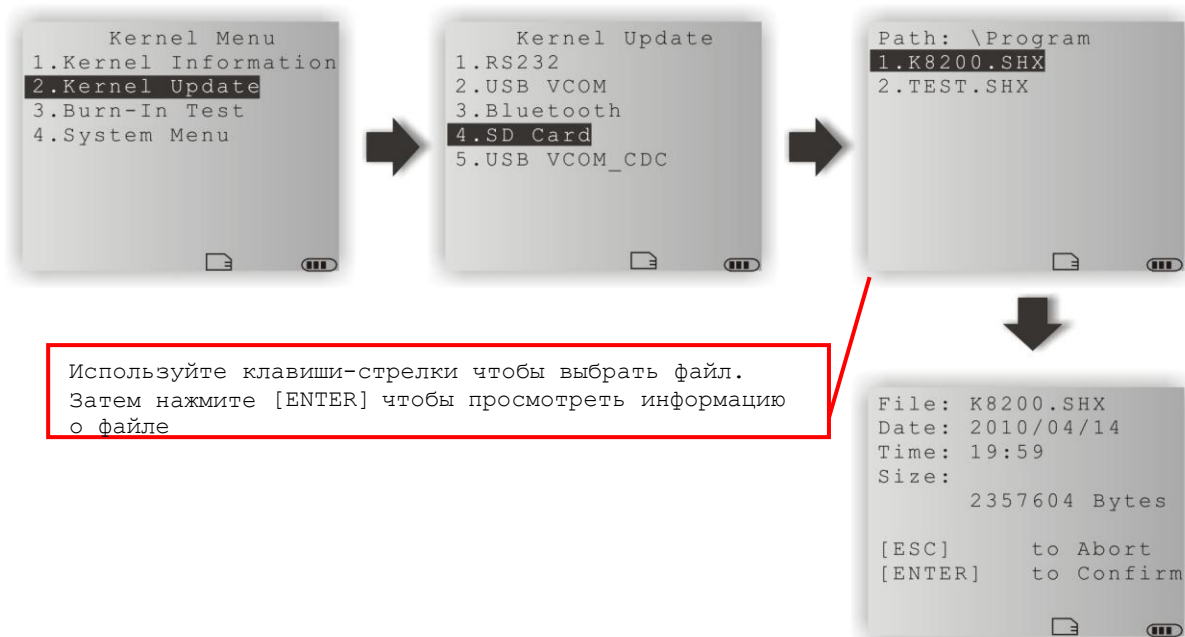 Kernel Menu
1.Kernel Information
2.Kernel Update
3.Burn-In Test
4.System Menu
Kernel Update
1.RS232
2.USB VCOM
3.Bluetooth
4.SD Card
5.USB VCOM_CDC
Path: \Program
1.K8200.SHX
2.TEST.SHX
Используйте клавиши-стрелки чтобы выбрать файл.
Затем нажмите [ENTER] чтобы просмотреть информацию
о файле
File: K8200.SHX
Date: 2010/04/14
Time: 19:59
Size:
2357604 Bytes
[ESC] to Abort
[ENTER] to Confirm